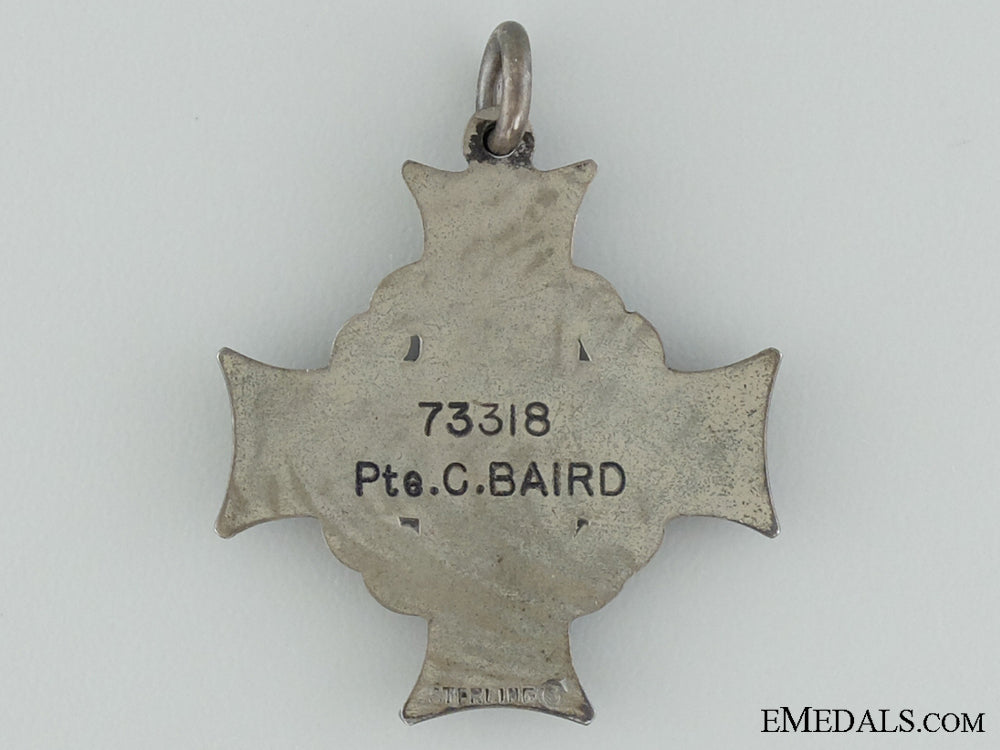 73318
Pte.C.BAIRD
STERLING
EMEDALS.COM